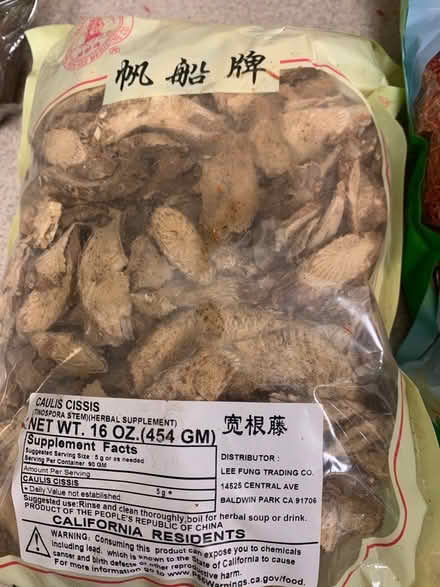 帆船牌
CAULIS CISSIS
(TINOSPORA STEM)(HERBAL SUPPLEMENT)
NET WT. 16 OZ.(454 GM)
宽根藤
Supplement Facts
Suggested Serving Size : 5 g or as needed
Serving Per Container: 90 GM
Amount Per Serving
CAULIS CISSIS 5 g *
* Daily Value not established
DISTRIBUTOR :
LEE FUNG TRADING CO.
14525 CENTRAL AVE
BALDWIN PARK CA 91706
Suggested use:Rinse and clean thoroughly,boil for herbal soup or drink.
PRODUCT OF THE PEOPLE'S REPUBLIC OF CHINA
CALIFORNIA RESIDENTS
WARNING: Consuming this product can expose you to chemicals
including lead, which is known to the State of California to cause
cancer and birth defects or other reproductive harm.
For more information go to www.P65Warnings.ca.gov/food.